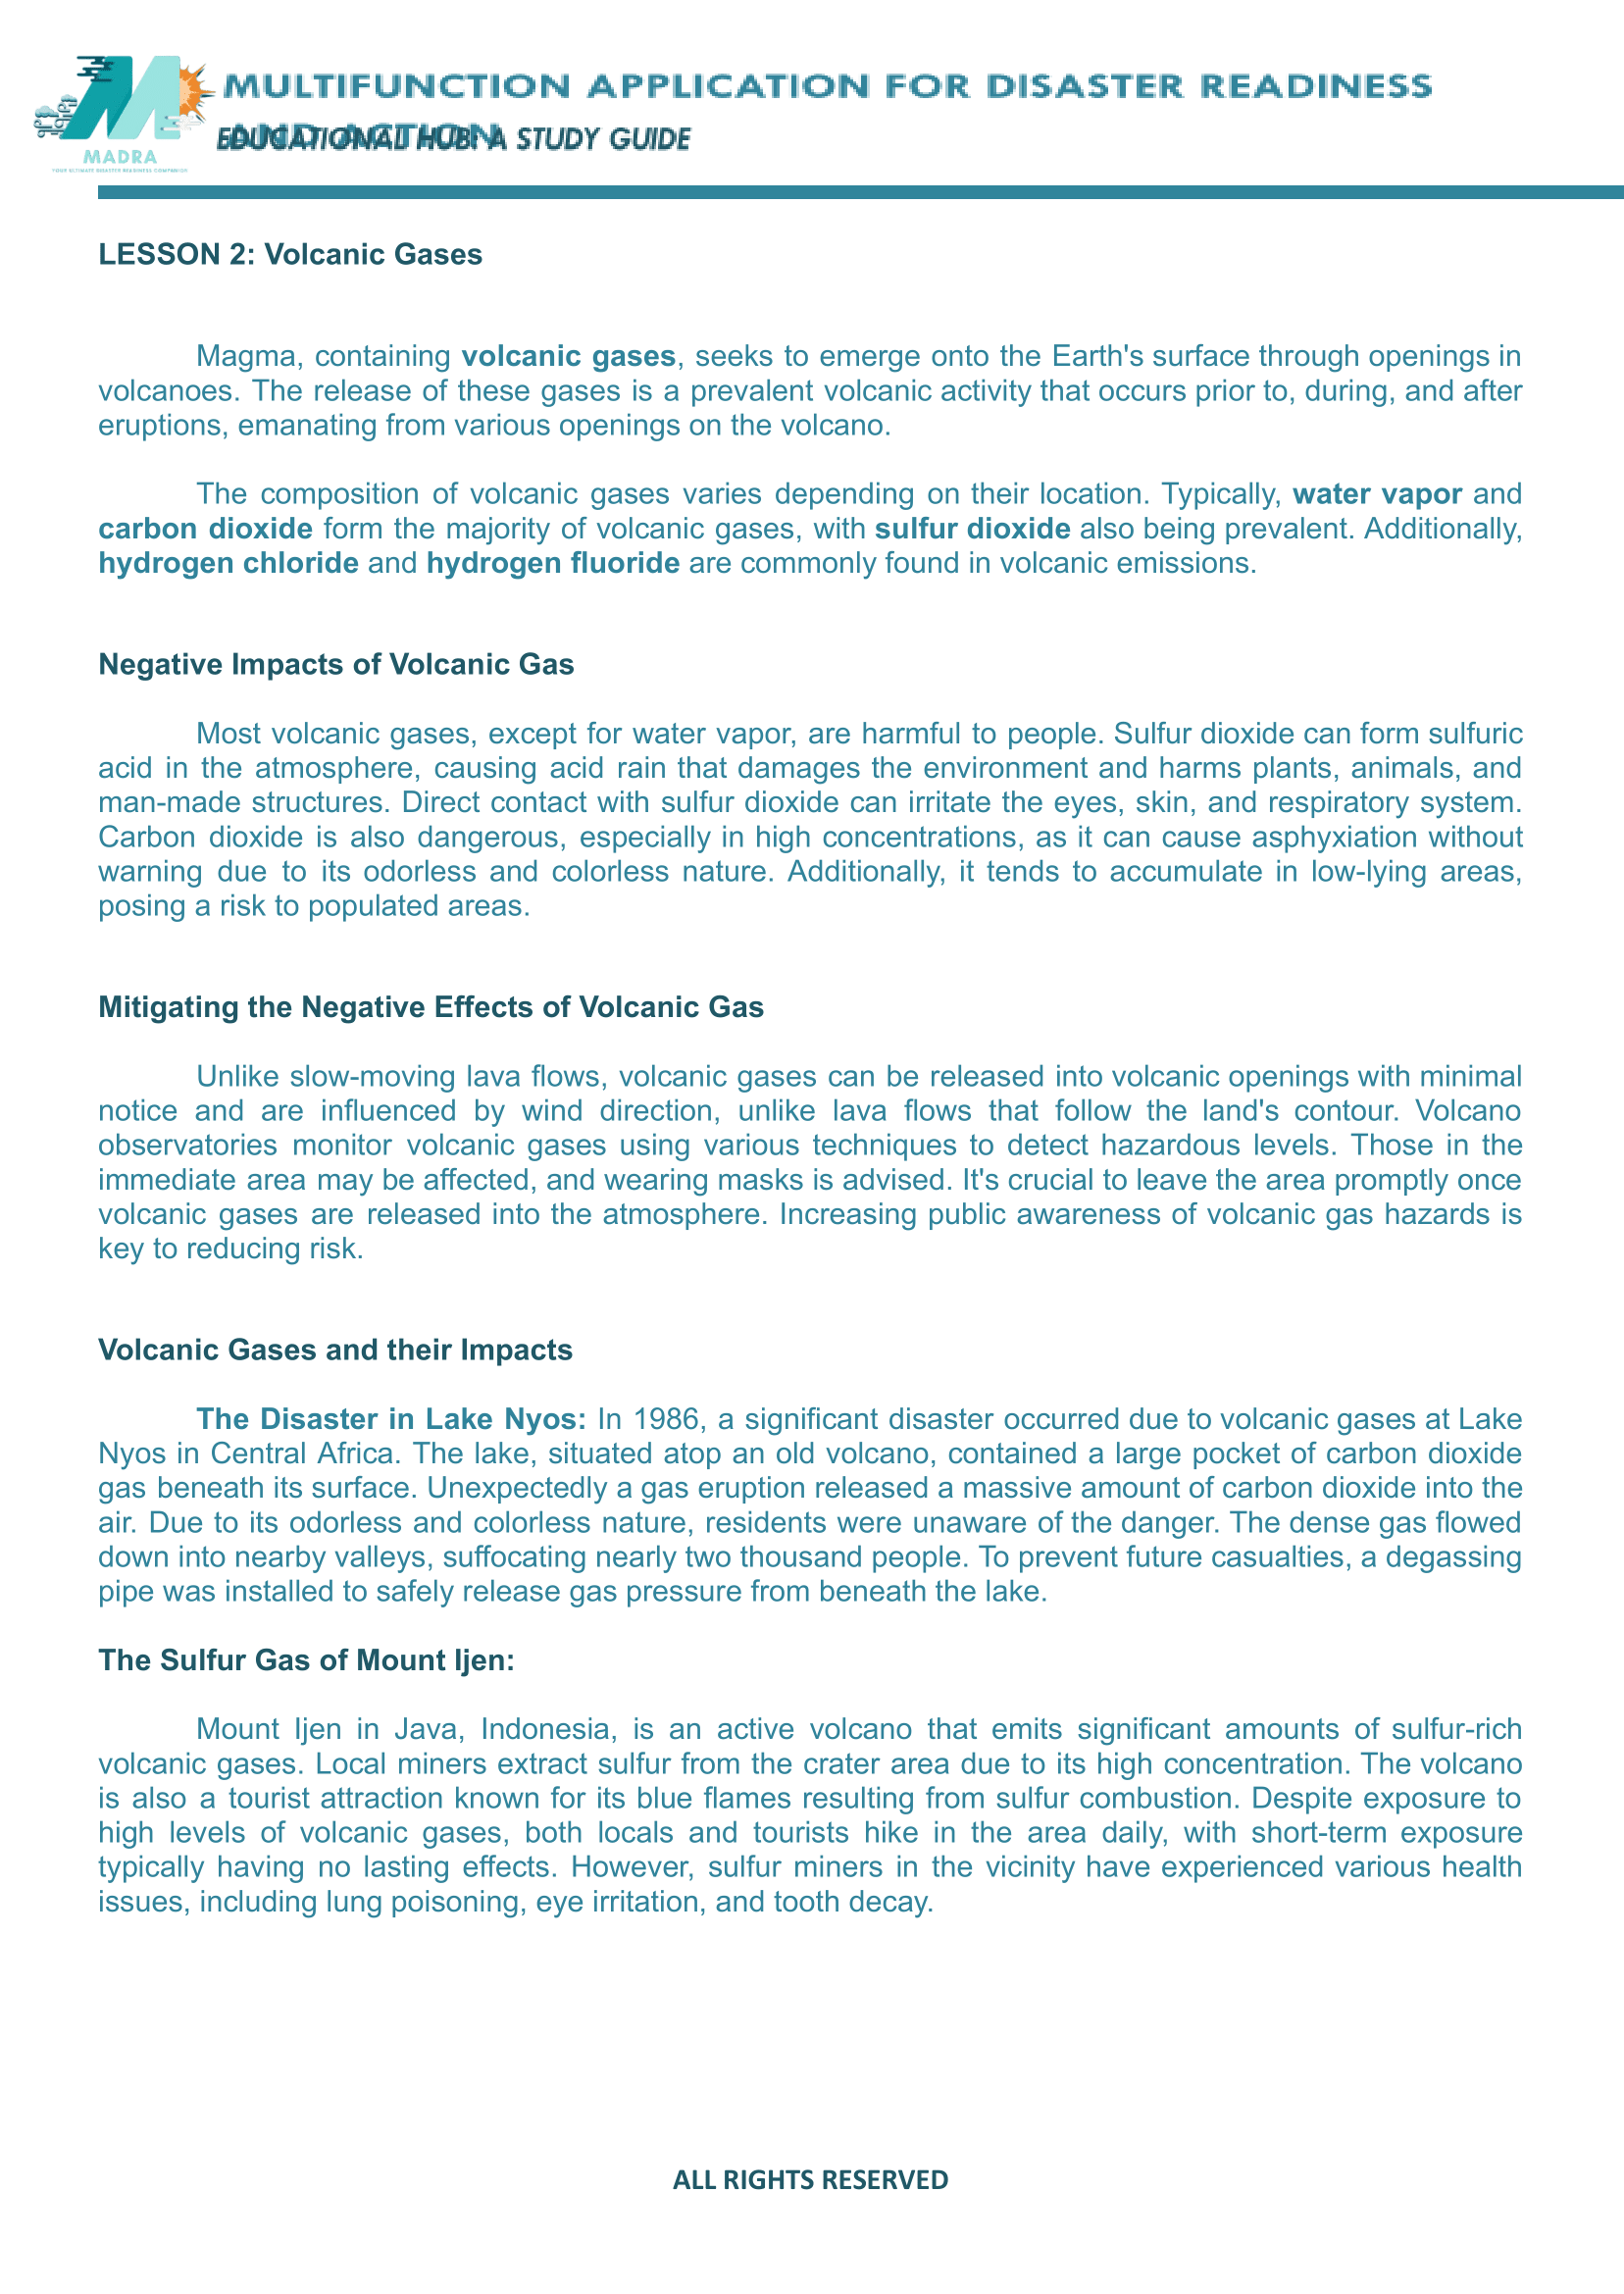 MULTIFUNCTION APPLICATION FOR DISASTER READINESS
AND ACTION
EDUCATIONAL HUB: A STUDY GUIDE
MADRA
YOUR ULTIMATE DISASTER READINESS COMPANION
LESSON 2: Volcanic Gases
Magma, containing volcanic gases, seeks to emerge onto the Earth's surface through openings in
volcanoes. The release of these gases is a prevalent volcanic activity that occurs prior to, during, and after
eruptions, emanating from various openings on the volcano.
The composition of volcanic gases varies depending on their location. Typically, water vapor and
carbon dioxide form the majority of volcanic gases, with sulfur dioxide also being prevalent. Additionally,
hydrogen chloride and hydrogen fluoride are commonly found in volcanic emissions.
Negative Impacts of Volcanic Gas
Most volcanic gases, except for water vapor, are harmful to people. Sulfur dioxide can form sulfuric
acid in the atmosphere, causing acid rain that damages the environment and harms plants, animals, and
man-made structures. Direct contact with sulfur dioxide can irritate the eyes, skin, and respiratory system.
Carbon dioxide is also dangerous, especially in high concentrations, as it can cause asphyxiation without
warning due to its odorless and colorless nature. Additionally, it tends to accumulate in low-lying areas,
posing a risk to populated areas.
Mitigating the Negative Effects of Volcanic Gas
Unlike slow-moving lava flows, volcanic gases can be released into volcanic openings with minimal
notice and are influenced by wind direction, unlike lava flows that follow the land's contour. Volcano
observatories monitor volcanic gases using various techniques to detect hazardous levels. Those in the
immediate area may be affected, and wearing masks is advised. It's crucial to leave the area promptly once
volcanic gases are released into the atmosphere. Increasing public awareness of volcanic gas hazards is
key to reducing risk.
Volcanic Gases and their Impacts
The Disaster in Lake Nyos: In 1986, a significant disaster occurred due to volcanic gases at Lake
Nyos in Central Africa. The lake, situated atop an old volcano, contained a large pocket of carbon dioxide
gas beneath its surface. Unexpectedly a gas eruption released a massive amount of carbon dioxide into the
air. Due to its odorless and colorless nature, residents were unaware of the danger. The dense gas flowed
down into nearby valleys, suffocating nearly two thousand people. To prevent future casualties, a degassing
pipe was installed to safely release gas pressure from beneath the lake.
The Sulfur Gas of Mount Ijen:
Mount Ijen in Java, Indonesia, is an active volcano that emits significant amounts of sulfur-rich
volcanic gases. Local miners extract sulfur from the crater area due to its high concentration. The volcano
is also a tourist attraction known for its blue flames resulting from sulfur combustion. Despite exposure to
high levels of volcanic gases, both locals and tourists hike in the area daily, with short-term exposure
typically having no lasting effects. However, sulfur miners in the vicinity have experienced various health
issues, including lung poisoning, eye irritation, and tooth decay.
ALL RIGHTS RESERVED